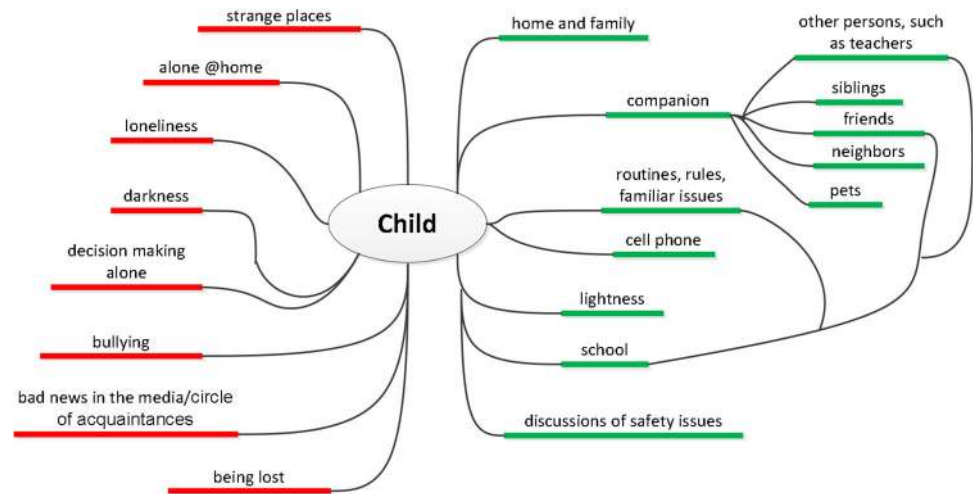 strange places
alone @home
loneliness
darkness
decision making
alone
bullying
bad news in the media/circle
of acquaintances
being lost
Child
home and family
companion
routines, rules,
familiar issues
cell phone
lightness
school
discussions of safety issues
other persons, such
as teachers
siblings
friends
neighbors
pets